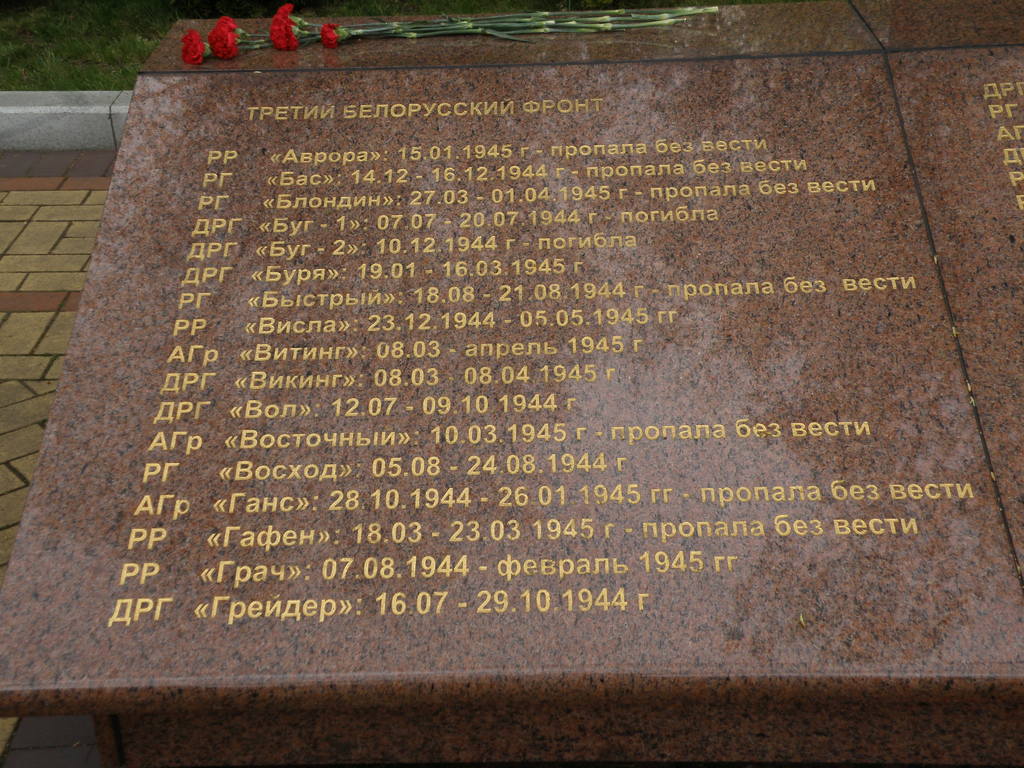 ТРЕТИЙ БЕЛОРУССКИЙ ФРОНТ
РР «Аврора»: 15.01.1945 г - пропала без вести
РГ «Бас»: 14.12 - 16.12.1944 г - пропала без вести
РГ «Блондин»: 27.03 - 01.04.1945 г - пропала без вести
ДРГ «Буг - 1»: 07.07 - 20.07.1944 г - погибла
ДРГ «Буг - 2»: 10.12.1944 г - погибла
ДРГ «Буря»: 19.01 - 16.03.1945 г
РГ «Быстрый»: 18.08 - 21.08.1944 г - пропала без вести
РР «Висла»: 23.12.1944 - 05.05.1945 гг
АГр «Витинг»: 08.03 - апрель 1945 г
ДРГ «Викинг»: 08.03 - 08.04.1945 г
ДРГ «Вол»: 12.07 - 09.10.1944 г
АГр «Восточный»: 10.03.1945 г - пропала без вести
РГ «Восход»: 05.08 - 24.08.1944 г
АГр «Ганс»: 28.10.1944 - 26.01.1945 гг - пропала без вести
РР «Гафен»: 18.03 - 23.03.1945 г - пропала без вести
РР «Грач»: 07.08.1944 - февраль 1945 гг
ДРГ «Грейдер»: 16.07 - 29.10.1944 г
ДРГ
РГ